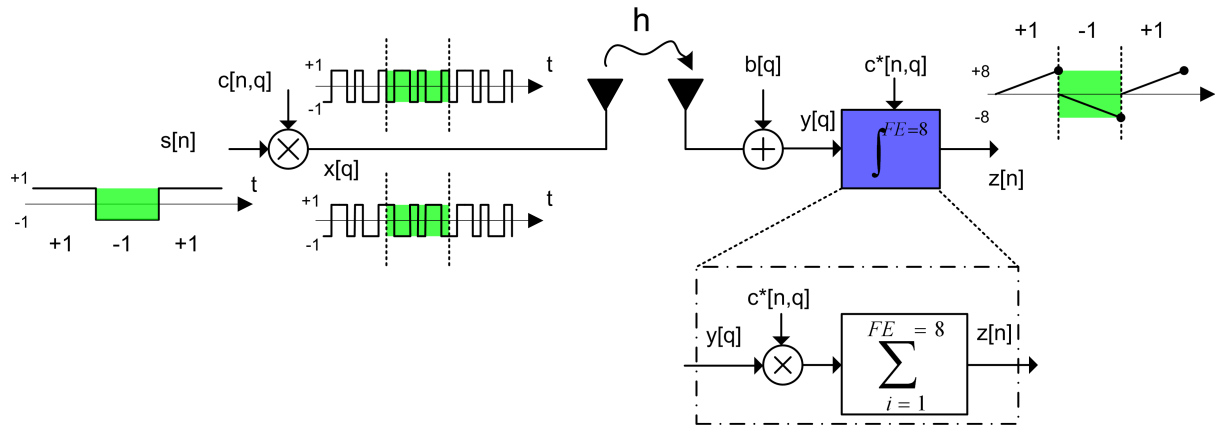 h
+1 -1 +1
c[n,q]
+1
-1
t
b[q]
c*[n,q]
+8
-8
s[n]
x[q]
y[q]
∫ FE=8
z[n]
+1
-1
t
+1 -1 +1
+1
-1
t
c*[n,q]
y[q]
FE = 8
∑
i = 1
z[n]